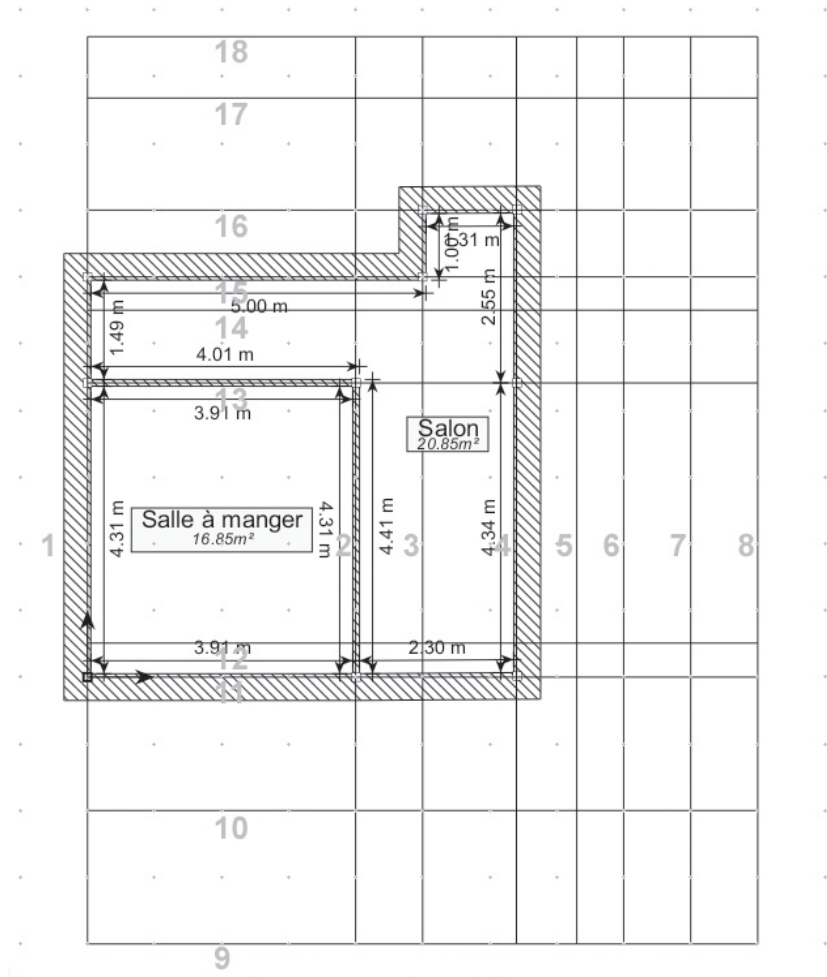 18
17
16
1.31 m
1.00 m
15
5.00 m
2.55 m
1.49 m
14
4.01 m
13
3.91 m
Salon
20.85m²
Salle à manger
16.85m²
4.31 m
4.31 m
4.41 m
4.34 m
1
2
3
4
5
6
7
8
3.91 m
2.30 m
12
11
10
9